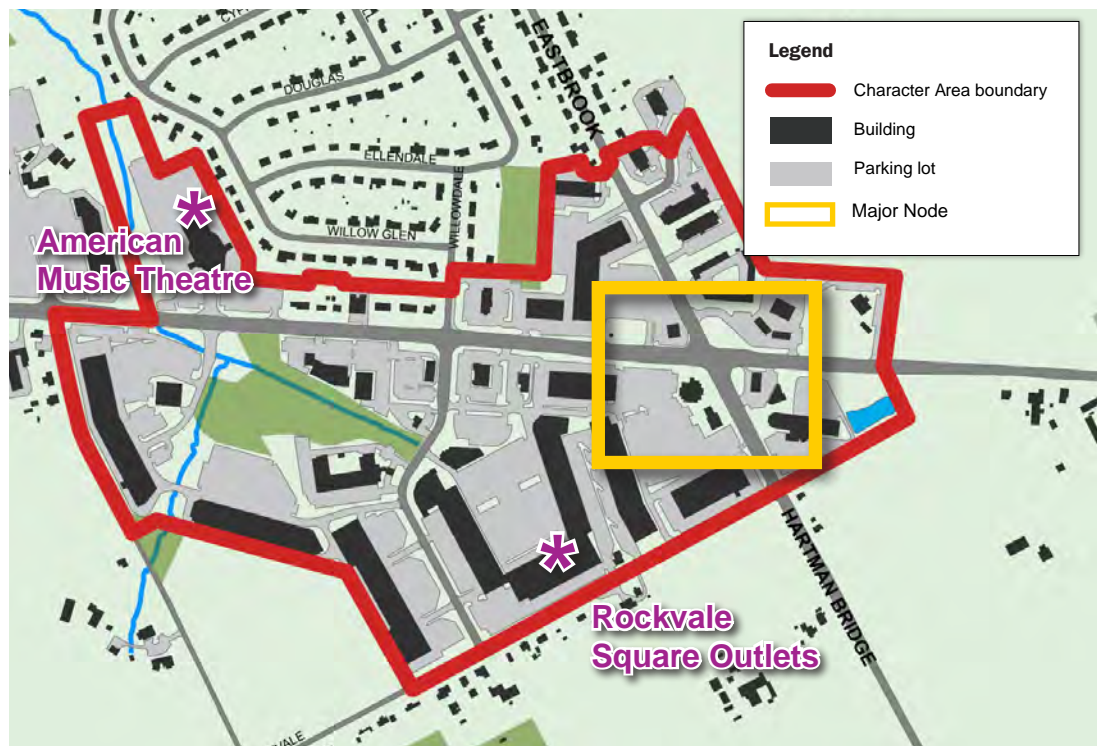 Legend
Character Area boundary
Building
Parking lot
Major Node
EASTBROOK
DOUGLAS
ELLENDALE
WILLOWDALE
WILLOW GLEN
American
Music Theatre
Rockvale
Square Outlets
HARTMAN BRIDGE